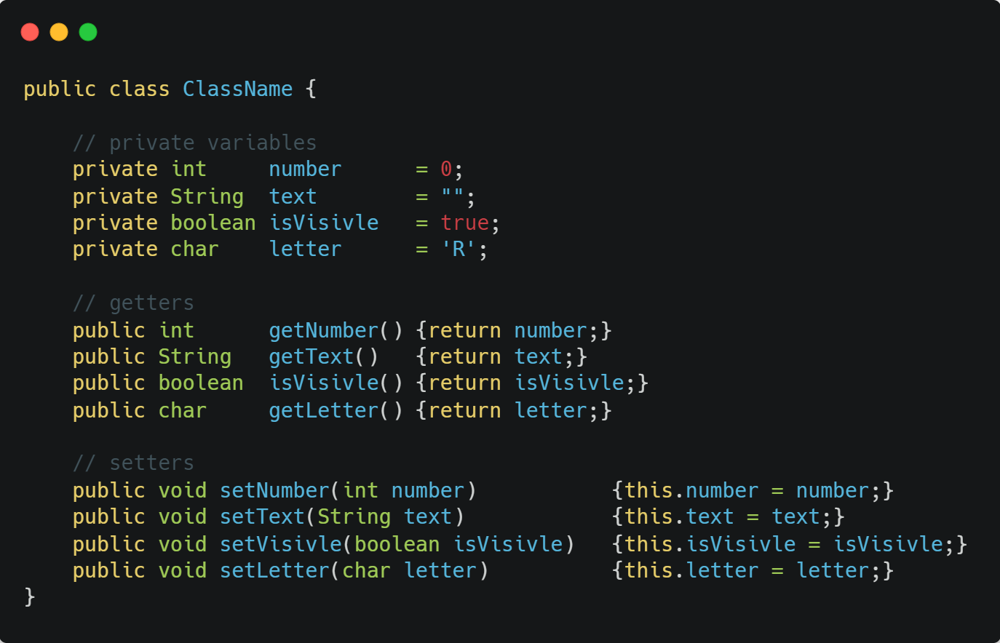 public class ClassName {
    // private variables
    private int     number      = 0;
    private String  text        = "";
    private boolean isVisivle   = true;
    private char    letter      = 'R';
    // getters
    public int      getNumber() {return number;}
    public String   getText()   {return text;}
    public boolean  isVisivle() {return isVisivle;}
    public char     getLetter() {return letter;}
    // setters
    public void setNumber(int number)           {this.number = number;}
    public void setText(String text)            {this.text = text;}
    public void setVisivle(boolean isVisivle)   {this.isVisivle = isVisivle;}
    public void setLetter(char letter)          {this.letter = letter;}
}